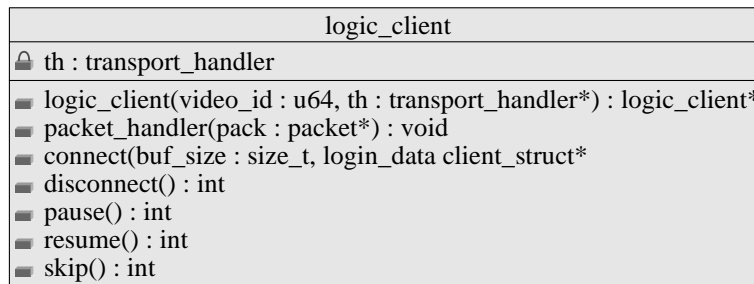 logic_client
th : transport_handler
logic_client(video_id : u64, th : transport_handler*) : logic_client*
packet_handler(pack : packet*) : void
connect(buf_size : size_t, login_data client_struct*
disconnect() : int
pause() : int
resume() : int
skip() : int